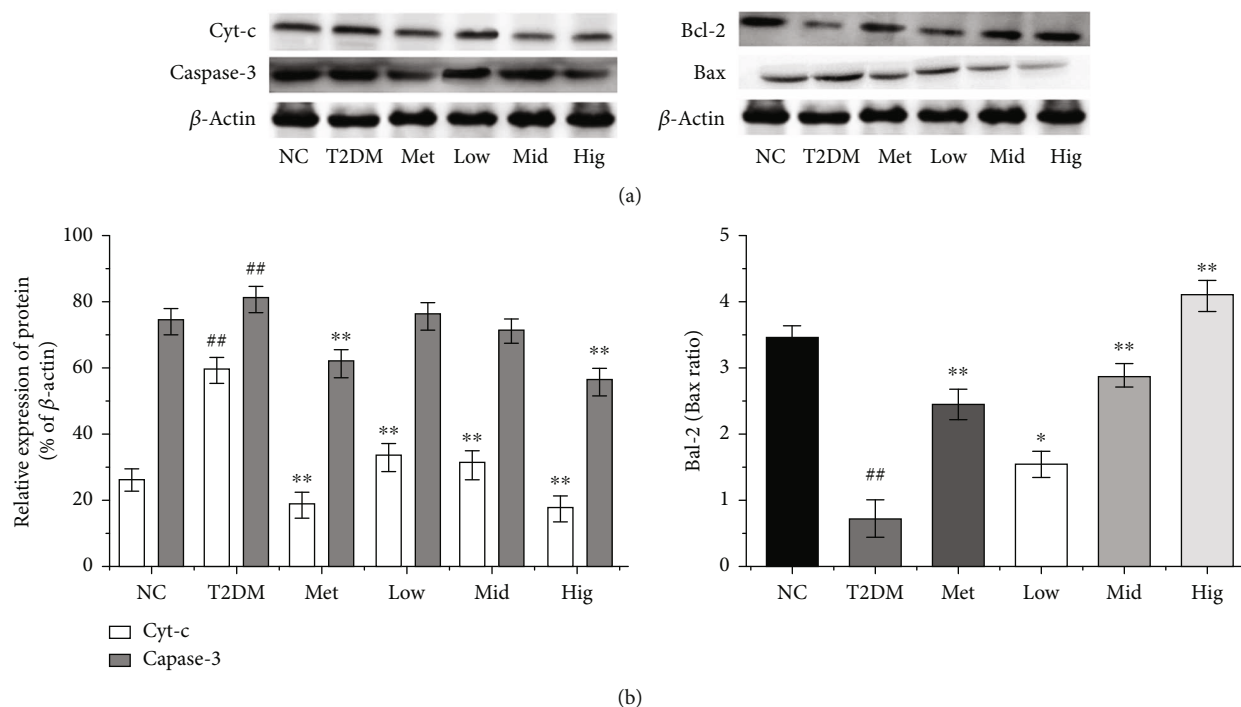 Cyt-c
Caspase-3
β-Actin
NC T2DM Met Low Mid Hig
Bcl-2
Bax
β-Actin
NC T2DM Met Low Mid Hig
(a)
Relative expression of protein
(% of β-actin)
100
80
60
40
20
0
##
##
**
**
**
**
**
**
NC T2DM Met Low Mid Hig
Cyt-c
Capase-3
Bal-2 (Bax ratio)
5
4
3
2
1
0
##
**
*
**
**
NC T2DM Met Low Mid Hig
(b)